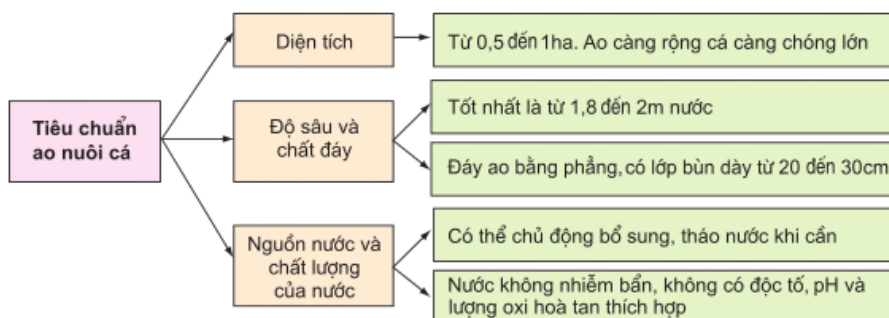 Tiêu chuẩn
ao nuôi cá
Diện tích
Từ 0,5 đến 1ha. Ao càng rộng cá càng chóng lớn
Độ sâu và
chất đáy
Tốt nhất là từ 1,8 đến 2m nước
Đáy ao bằng phẳng, có lớp bùn dày từ 20 đến 30cm
Nguồn nước và
chất lượng
của nước
Có thể chủ động bổ sung, tháo nước khi cần
Nước không nhiễm bẩn, không có độc tố, pH và
lượng oxi hoà tan thích hợp